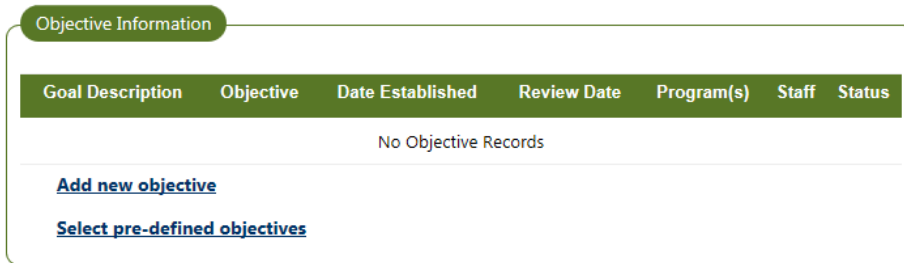 Objective Information
Goal Description Objective Date Established Review Date Program(s) Staff Status
No Objective Records
Add new objective
Select pre-defined objectives